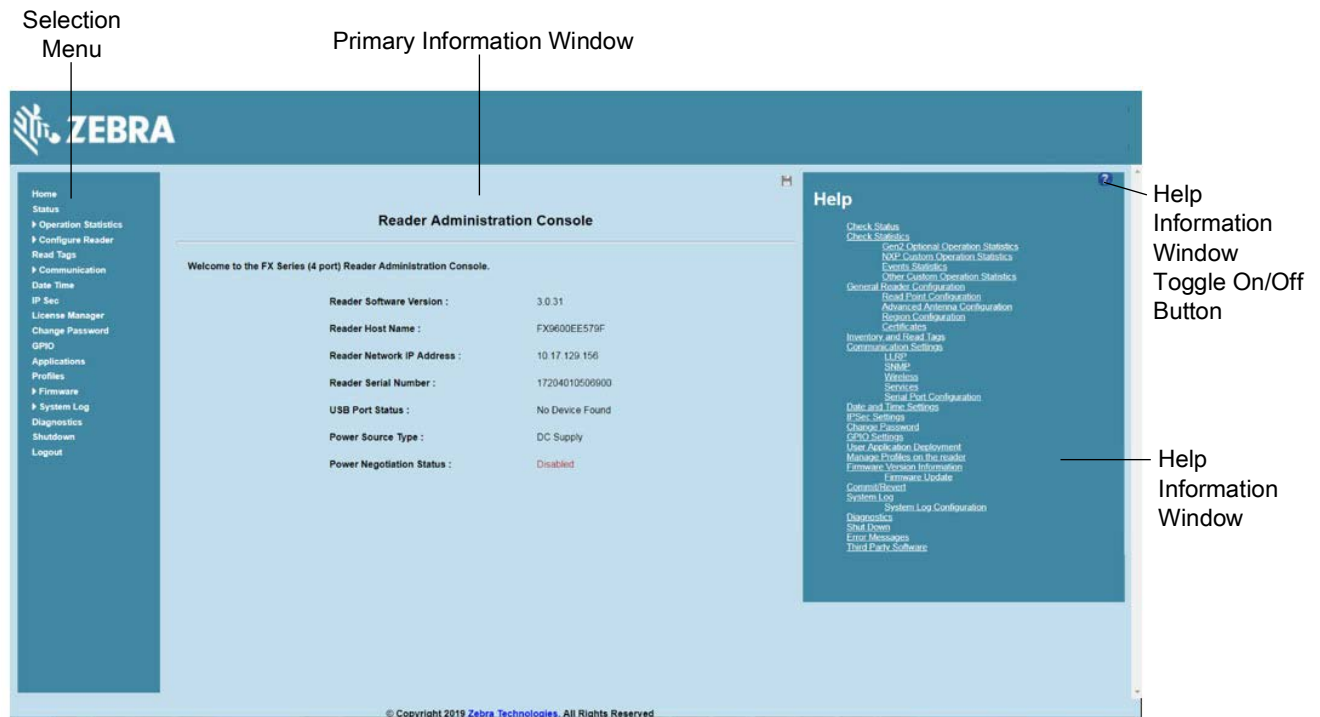 Selection
Menu
Primary Information Window
ZEBRA
Home
Status
Operation Statistics
Configure Reader
Read Tags
Communication
Date Time
IP Sec
License Manager
Change Password
GPIO
Applications
Profiles
Firmware
System Log
Diagnostics
Shutdown
Logout
Reader Administration Console
Welcome to the FX Series (4 port) Reader Administration Console.
Reader Software Version : 3.0.31
Reader Host Name : FX9600EE579F
Reader Network IP Address : 10.17.129.156
Reader Serial Number : 17204010506900
USB Port Status : No Device Found
Power Source Type : DC Supply
Power Negotiation Status : Disabled
?
Help
Check Status
Check Statistics
Gen2 Optional Operation Statistics
NXP Custom Operation Statistics
Events Statistics
Other Custom Operation Statistics
General Reader Configuration
Read Point Configuration
Advanced Antenna Configuration
Region Configuration
Certificates
Inventory and Read Tags
Communication Settings
LLRP
SNMP
Wireless
Services
Serial Port Configuration
Date and Time Settings
IPSec Settings
Change Password
GPIO Settings
User Application Deployment
Manage Profiles on the reader
Firmware Version Information
Firmware Update
Commit/Revert
System Log
System Log Configuration
Diagnostics
Shut Down
Error Messages
Third Party Software
Help
Information
Window
Toggle On/Off
Button
Help
Information
Window
© Copyright 2019 Zebra Technologies. All Rights Reserved